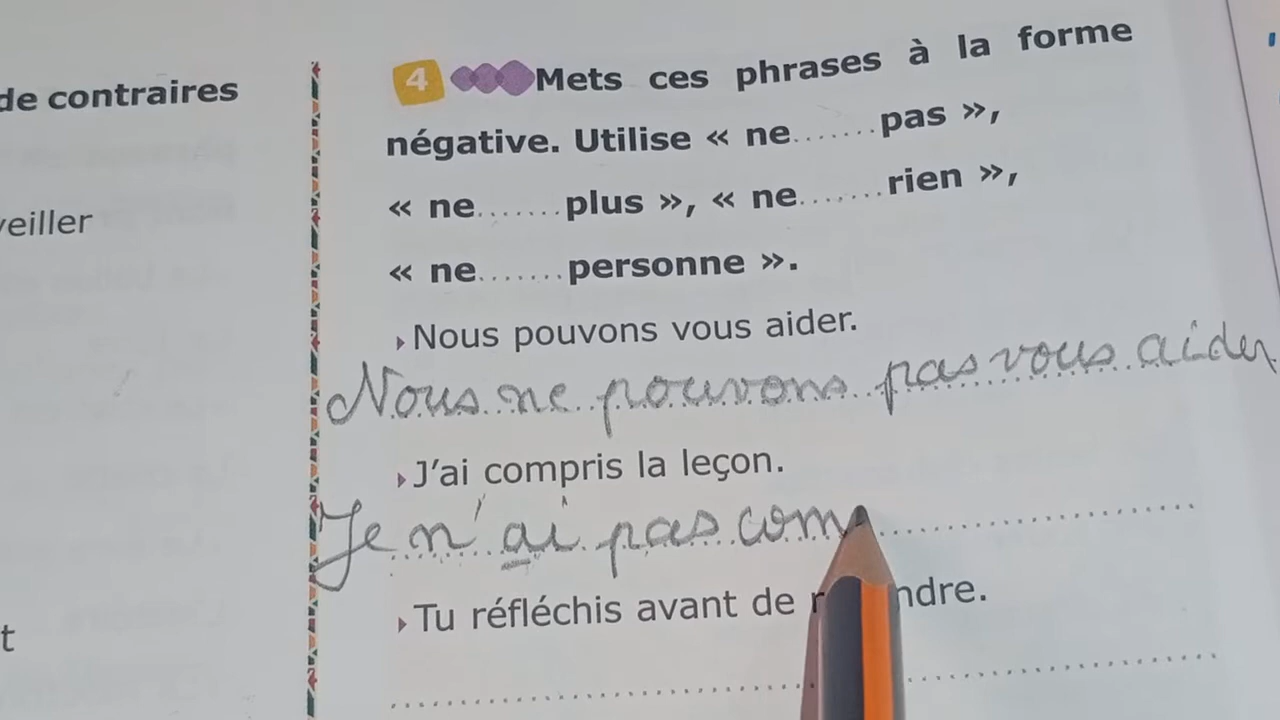 de contraires
veiller
t
4 Mets ces phrases à la forme
négative. Utilise « ne....... pas »,
« ne....... plus », « ne....... rien »,
« ne....... personne ».
Nous pouvons vous aider.
Nous ne pouvons pas vous aider
J'ai compris la leçon.
Je n'ai pas com
Tu réfléchis avant de